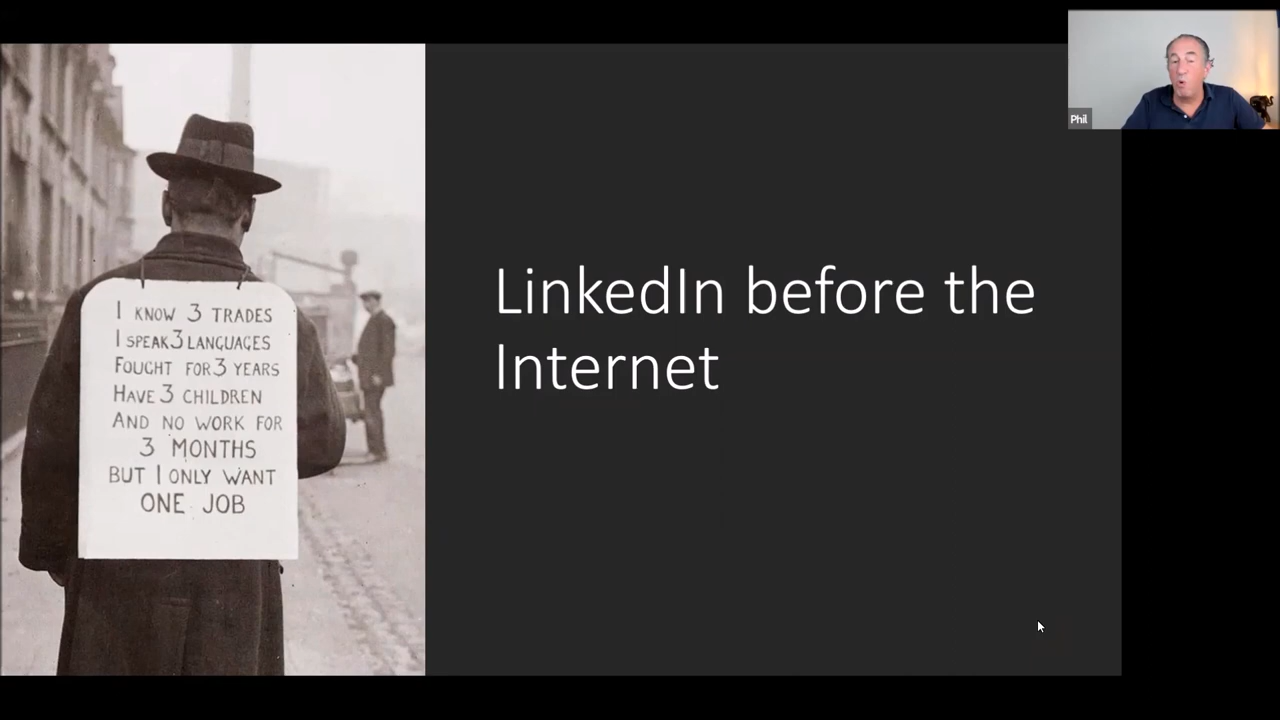 I KNOW 3 TRADES
I SPEAK 3 LANGUAGES
FOUGHT FOR 3 YEARS
HAVE 3 CHILDREN
AND NO WORK FOR
3 MONTHS
BUT I ONLY WANT
ONE JOB
LinkedIn before the
Internet
Phil